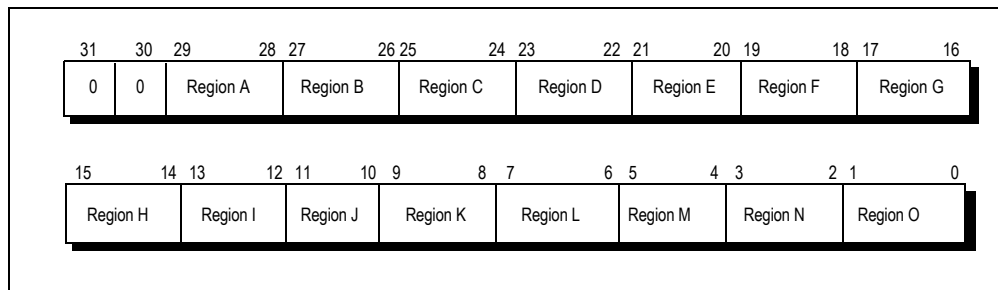 31 30 29 28 27 26 25 24 23 22 21 20 19 18 17 16
0 0 Region A Region B Region C Region D Region E Region F Region G
15 14 13 12 11 10 9 8 7 6 5 4 3 2 1 0
Region H Region I Region J Region K Region L Region M Region N Region O